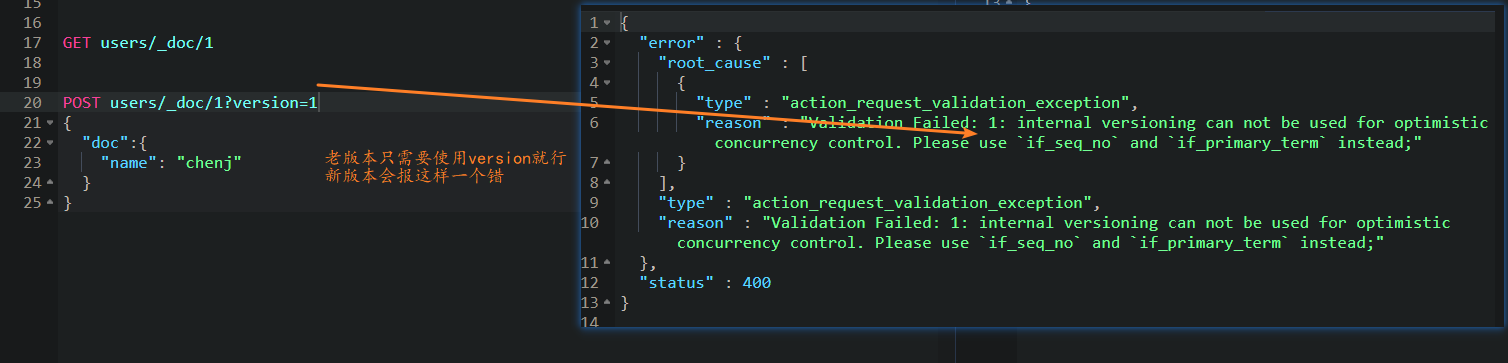 15
16
17 GET users/_doc/1
18
19
20 POST users/_doc/1?version=1
21 {
22 "doc":{
23 "name": "chenj"
24 }
25 }
老版本只需要使用version就行
新版本会报这样一个错
13 }
1 {
2 "error" : {
3 "root_cause" : [
4 {
5 "type" : "action_request_validation_exception",
6 "reason" : "Validation Failed: 1: internal versioning can not be used for optimistic
concurrency control. Please use `if_seq_no` and `if_primary_term` instead;"
7 }
8 ],
9 "type" : "action_request_validation_exception",
10 "reason" : "Validation Failed: 1: internal versioning can not be used for optimistic
concurrency control. Please use `if_seq_no` and `if_primary_term` instead;"
11 },
12 "status" : 400
13 }
14